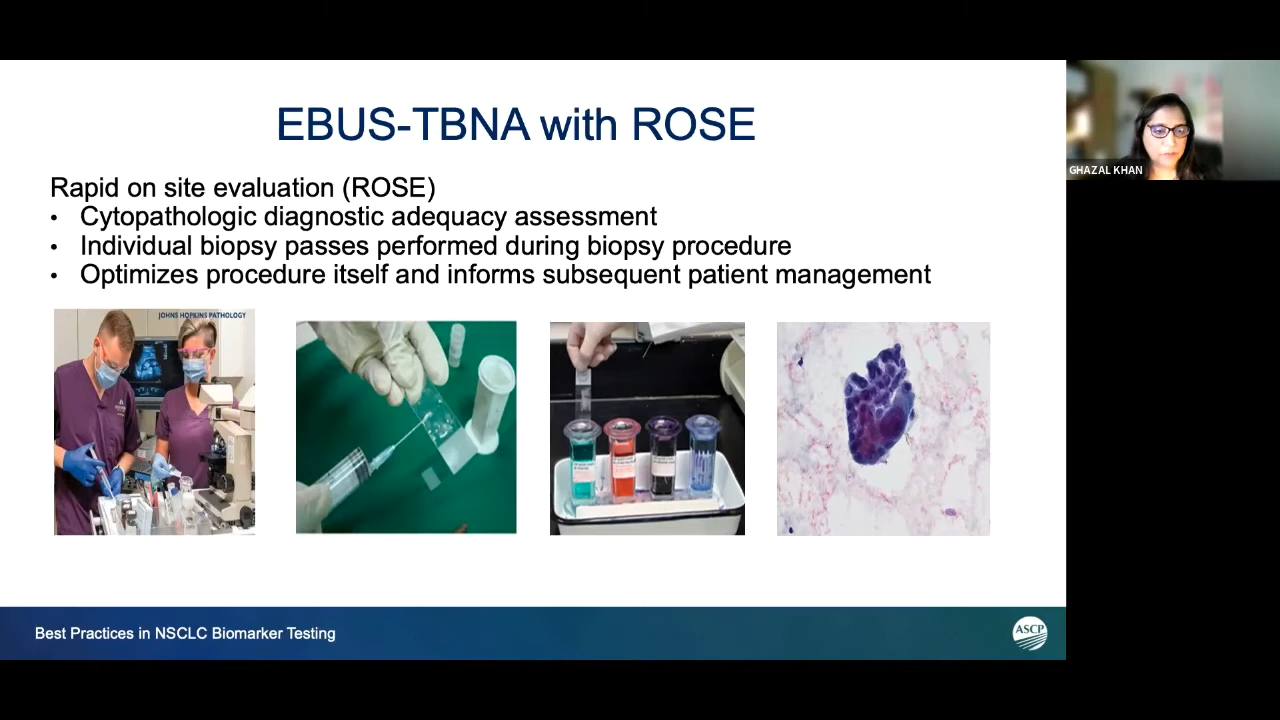 EBUS-TBNA with ROSE
Rapid on site evaluation (ROSE)
• Cytopathologic diagnostic adequacy assessment
• Individual biopsy passes performed during biopsy procedure
• Optimizes procedure itself and informs subsequent patient management
JOHNS HOPKINS PATHOLOGY
Best Practices in NSCLC Biomarker Testing
ASCP
GHAZAL KHAN